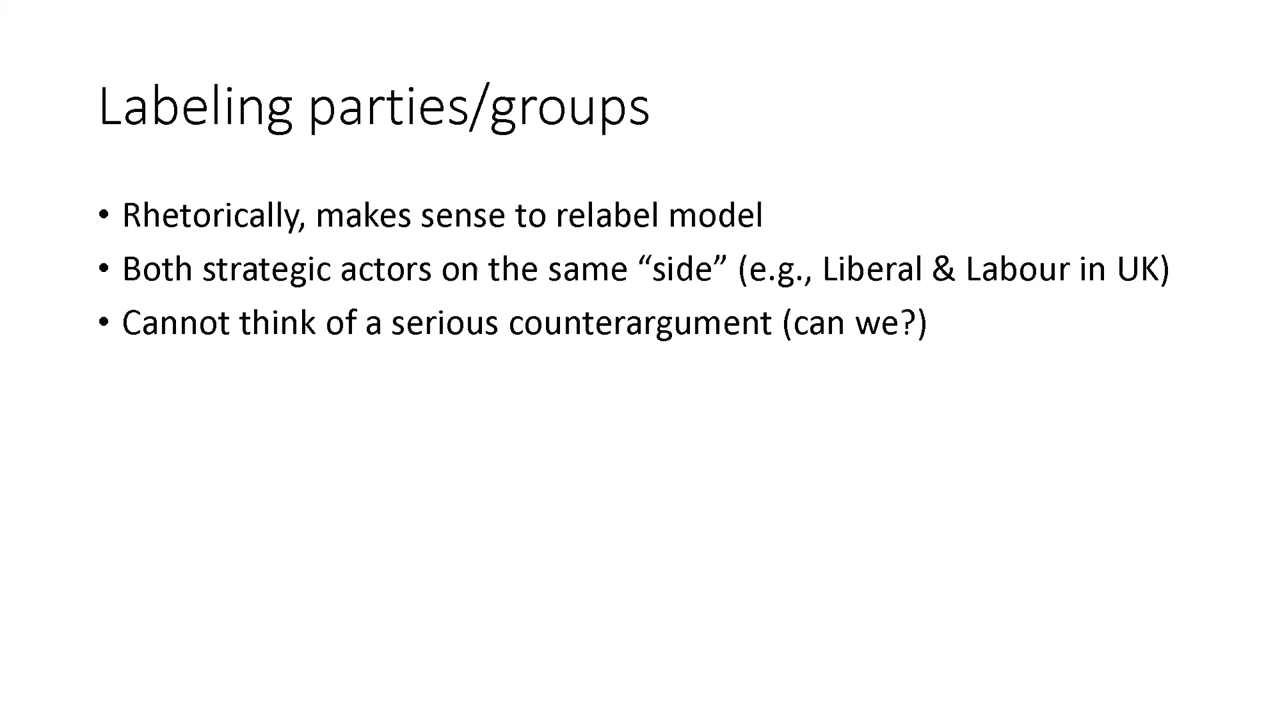 Labeling parties/groups
• Rhetorically, makes sense to relabel model
• Both strategic actors on the same “side” (e.g., Liberal & Labour in UK)
• Cannot think of a serious counterargument (can we?)